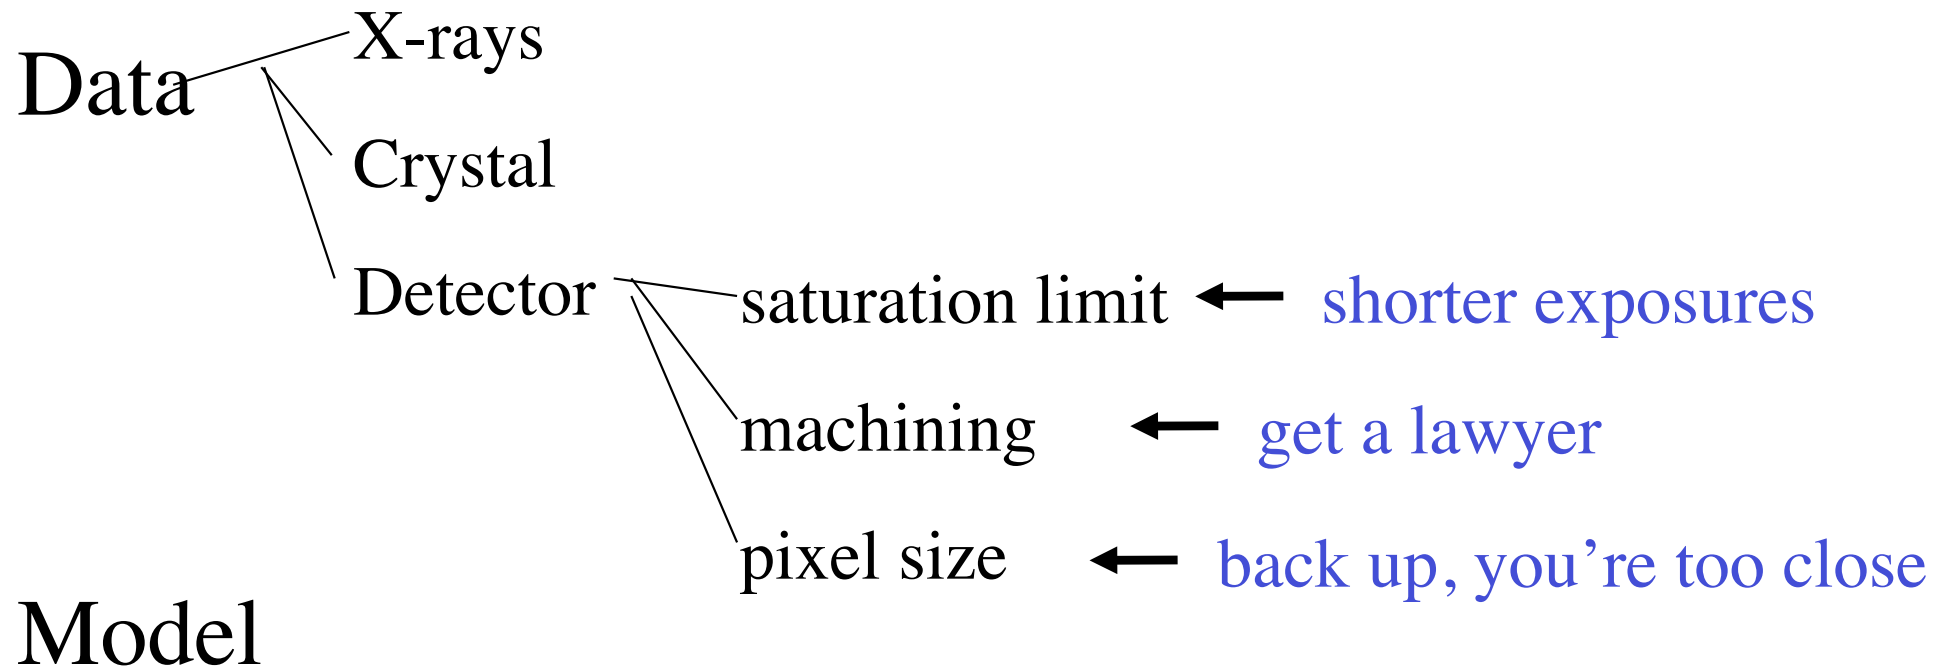 Data
X-rays
Crystal
Detector
saturation limit
shorter exposures
machining
get a lawyer
pixel size
back up, you’re too close
Model